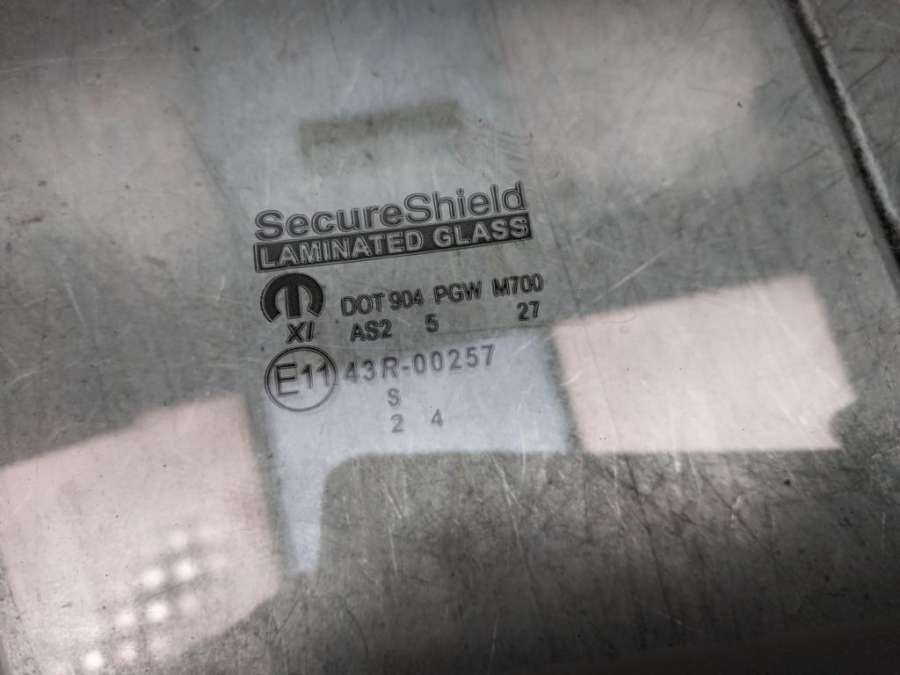 SecureShield
LAMINATED GLASS
DOT 904 PGW M700
XI AS2 5 27
E11 43R-00257
S
2 4